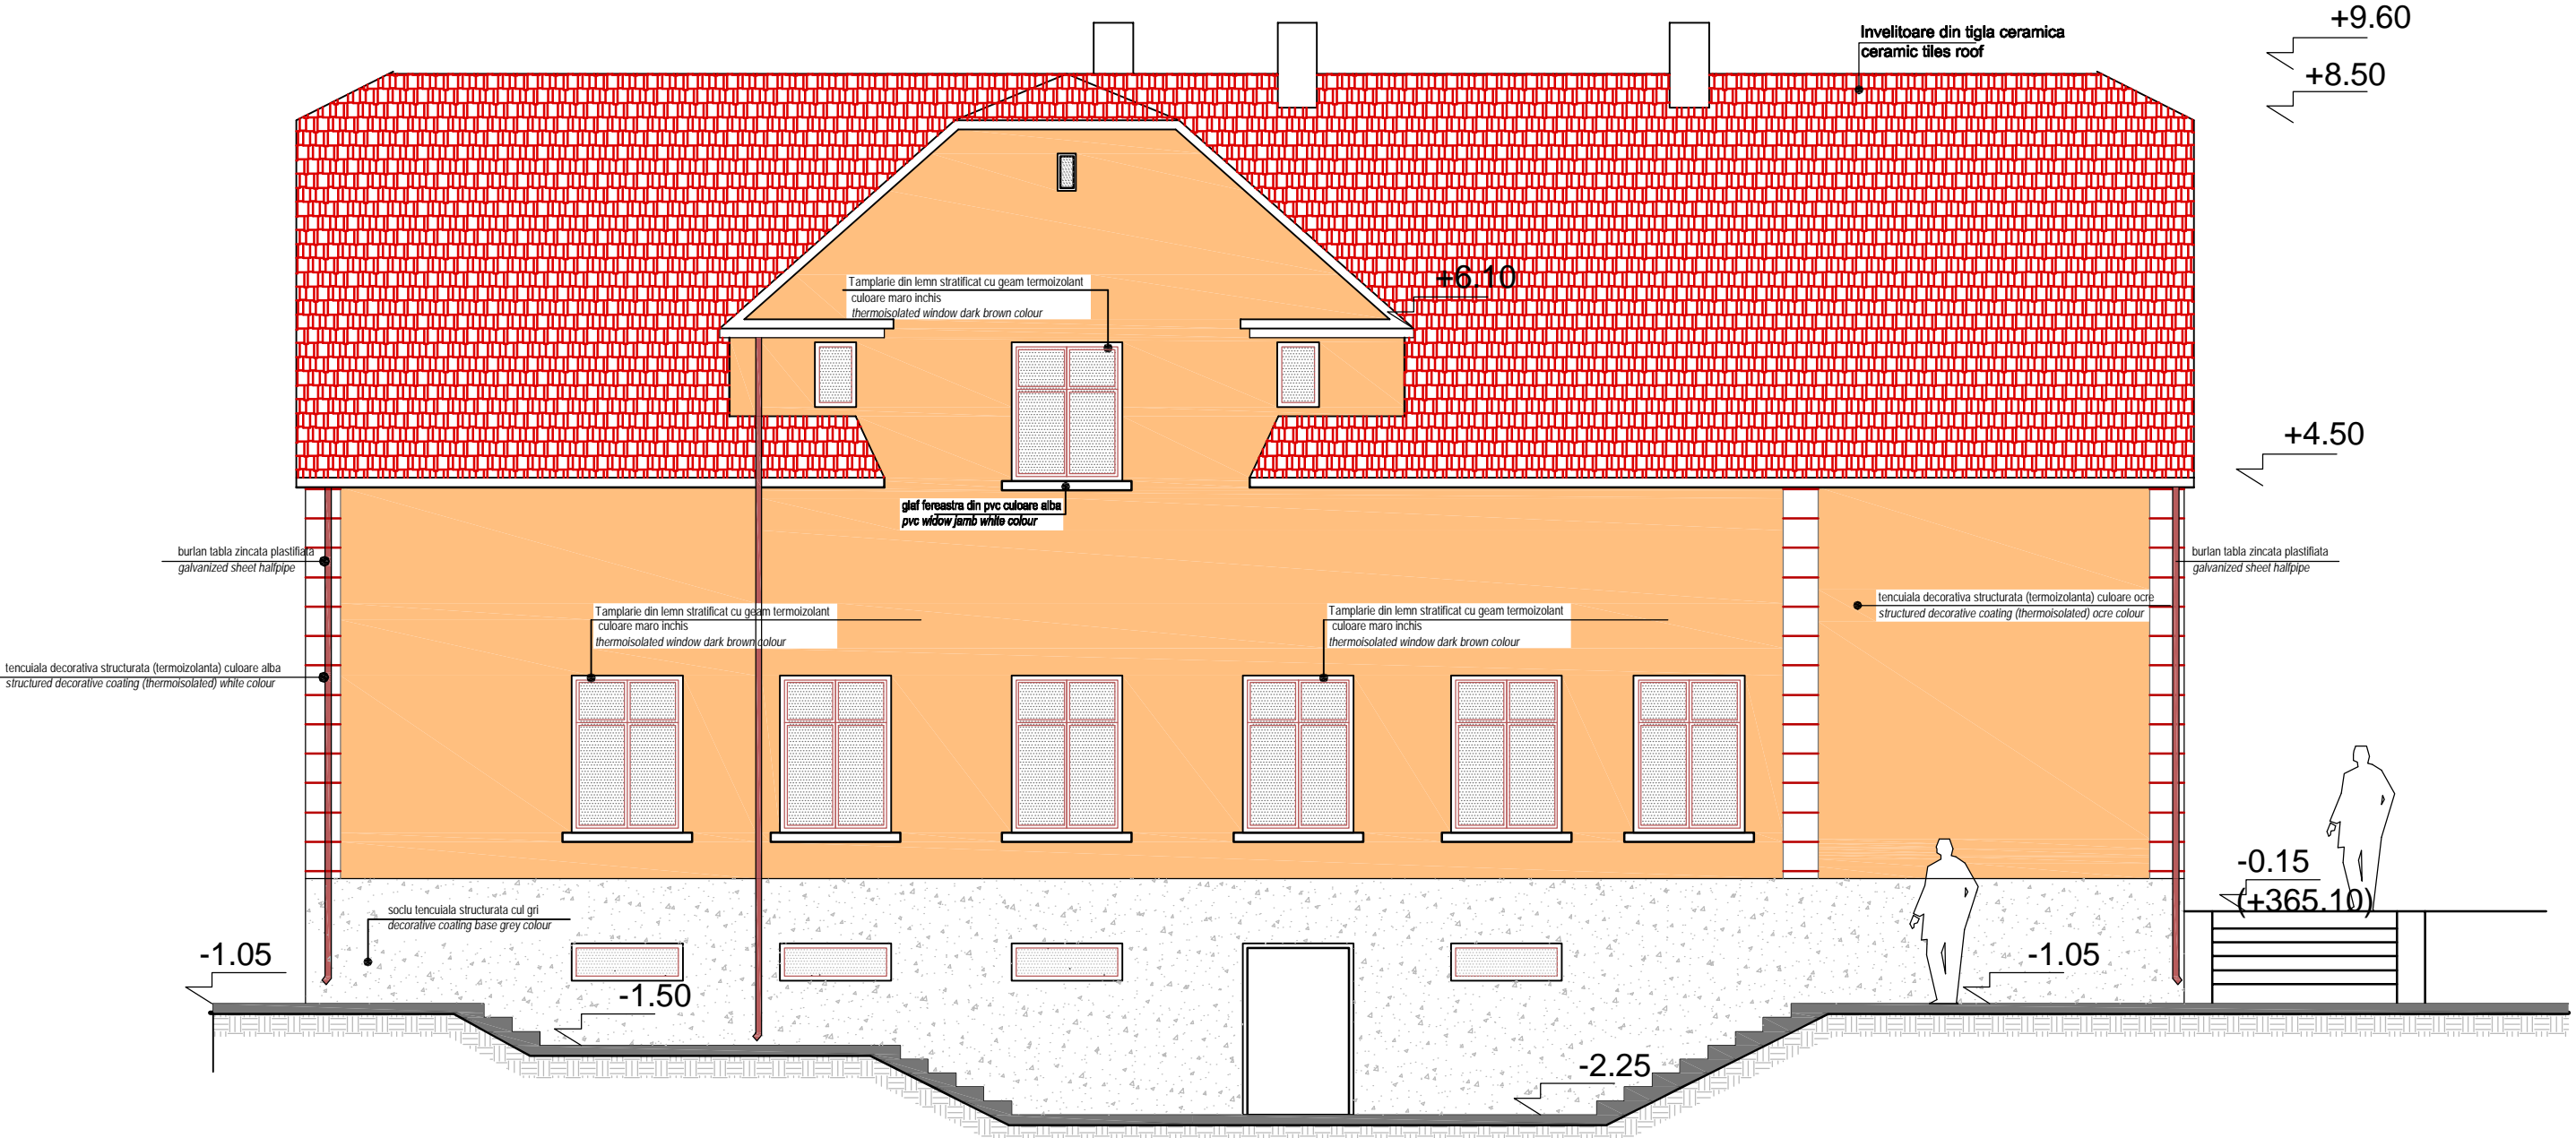 +9.60
Invelitoare din tigla ceramica
ceramic tiles roof
+8.50
Tamplarie din lemn stratificat cu geam termoizolant
culoare maro inchis
thermoisolated window dark brown colour
+6.10
+4.50
glaf fereastra din pvc culoare alba
pvc widow jamb white colour
burlan tabla zincata plastifiata
galvanized sheet halfpipe
burlan tabla zincata plastifiata
galvanized sheet halfpipe
Tamplarie din lemn stratificat cu geam termoizolant
culoare maro inchis
thermoisolated window dark brown colour
Tamplarie din lemn stratificat cu geam termoizolant
culoare maro inchis
thermoisolated window dark brown colour
tencuiala decorativa structurata (termoizolanta) culoare ocre
structured decorative coating (thermoisolated) ocre colour
tencuiala decorativa structurata (termoizolanta) culoare alba
structured decorative coating (thermoisolated) white colour
-0.15
(+365.10)
soclu tencuiala structurata cul gri
decorative coating base grey colour
-1.05
-1.05
-1.50
-2.25